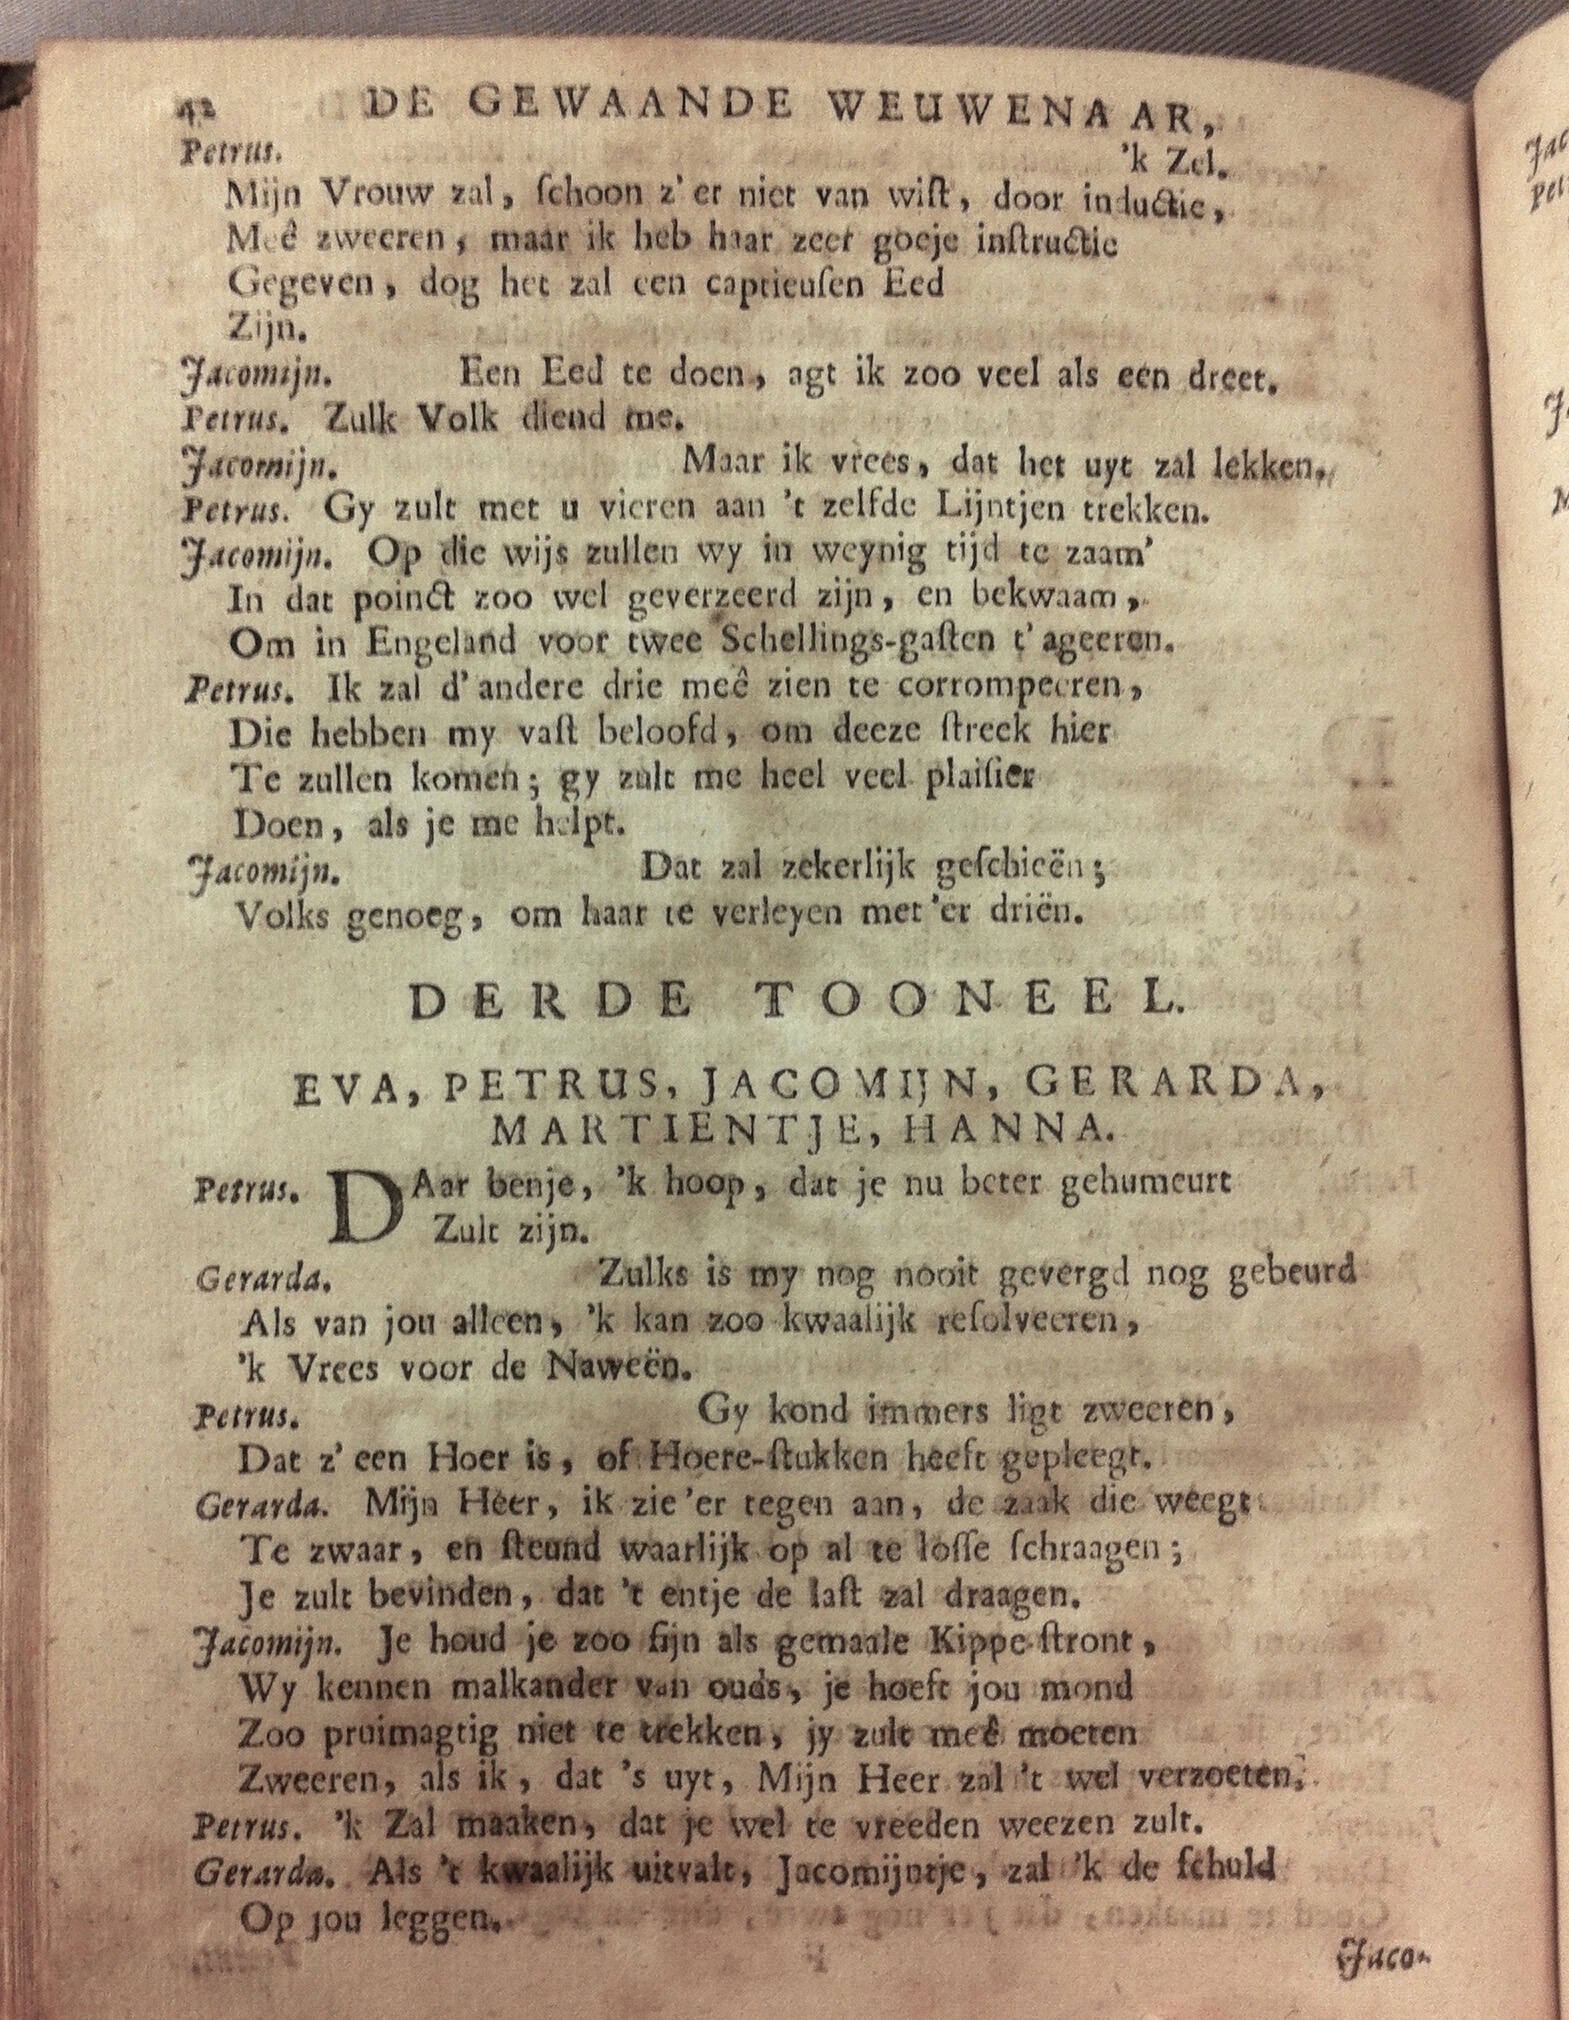 42 DE GEWAANDE WEUWENAAR,
Petrus. 'k Zel.
Mijn Vrouw zal, ſchoon z' er niet van wiſt, door inductie,
Meê zweeren, maar ik heb haar zeer goeje inſtructie
Gegeven, dog het zal een captieuſen Eed
Zijn.
Jacomijn. Een Eed te doen, agt ik zoo veel als een dreet.
Petrus. Zulk Volk diend me.
Jacomijn. Maar ik vrees, dat het uyt zal lekken.
Petrus. Gy zult met u vieren aan 't zelfde Lijntjen trekken.
Jacomijn. Op die wijs zullen wy in weynig tijd te zaam'
In dat poinct zoo wel geverzeerd zijn, en bekwaam,
Om in Engeland voor twee Schellings-gaſten t' ageeren.
Petrus. Ik zal d' andere drie meê zien te corrompeeren,
Die hebben my vaſt beloofd, om deeze ſtreek hier
Te zullen komen; gy zult me heel veel plaiſier
Doen, als je me helpt.
Jacomijn. Dat zal zekerlijk geſchieën;
Volks genoeg, om haar te verleyen met 'er driën.
DERDE TOONEEL.
EVA, PETRUS, JACOMIJN, GERARDA,
MARTIENTJE, HANNA.
Petrus. DAar benje, 'k hoop, dat je nu beter gehumeurt
Zult zijn.
Gerarda. Zulks is my nog nooit gevergd nog gebeurd
Als van jou alleen, 'k kan zoo kwaalijk reſolveeren,
'k Vrees voor de Naweën.
Petrus. Gy kond immers ligt zweeren,
Dat z' een Hoer is, of Hoere-ſtukken heeft gepleegt.
Gerarda. Mijn Heer, ik zie 'er tegen aan, de zaak die weegt
Te zwaar, en ſteund waarlijk op al te loſſe ſchraagen;
Je zult bevinden, dat 't entje de laſt zal draagen.
Jacomijn. Je houd je zoo fijn als gemaale Kippe-ſtront,
Wy kennen malkander van ouds, je hoeft jou mond
Zoo pruimagtig niet te trekken, jy zult meê moeten
Zweeren, als ik, dat 's uyt, Mijn Heer zal 't wel verzoeten.
Petrus. 'k Zal maaken, dat je wel te vreeden weezen zult.
Gerarda. Als 't kwaalijk uitvalt, Jacomijntje, zal 'k de ſchuld
Op jou leggen.
Jaco-